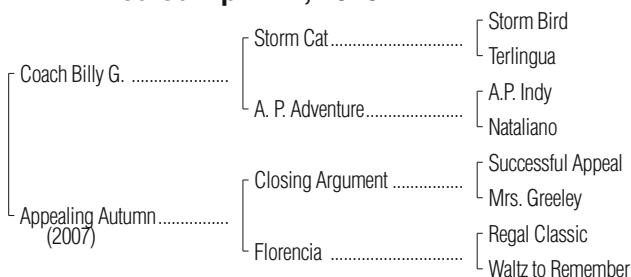 Storm Bird
Storm Cat..............................
Terlingua
Coach Billy G. ......................
A.P. Indy
A. P. Adventure......................
Nataliano
Successful Appeal
Closing Argument ................
Mrs. Greeley
Appealing Autumn................
(2007)
Regal Classic
Florencia ..............................
Waltz to Remember